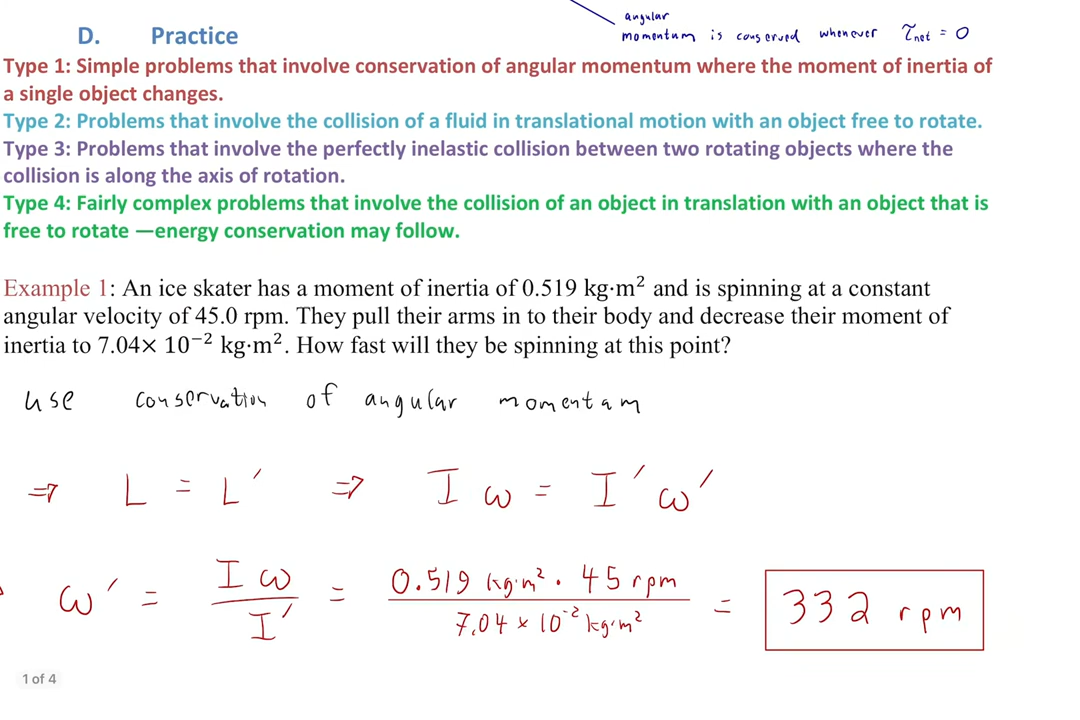 angular
momentum is conserved whenever τnet = 0
D. Practice
Type 1: Simple problems that involve conservation of angular momentum where the moment of inertia of
a single object changes.
Type 2: Problems that involve the collision of a fluid in translational motion with an object free to rotate.
Type 3: Problems that involve the perfectly inelastic collision between two rotating objects where the
collision is along the axis of rotation.
Type 4: Fairly complex problems that involve the collision of an object in translation with an object that is
free to rotate —energy conservation may follow.
Example 1: An ice skater has a moment of inertia of 0.519 kg·m² and is spinning at a constant
angular velocity of 45.0 rpm. They pull their arms in to their body and decrease their moment of
inertia to 7.04× 10⁻² kg·m². How fast will they be spinning at this point?
use conservation of angular momentum
⇒ L = L′ ⇒ I ω = I′ ω′
ω′ = I ω / I′ = 0.519 kg·m² · 45 rpm / 7.04 × 10⁻² kg·m² = 332 rpm
1 of 4